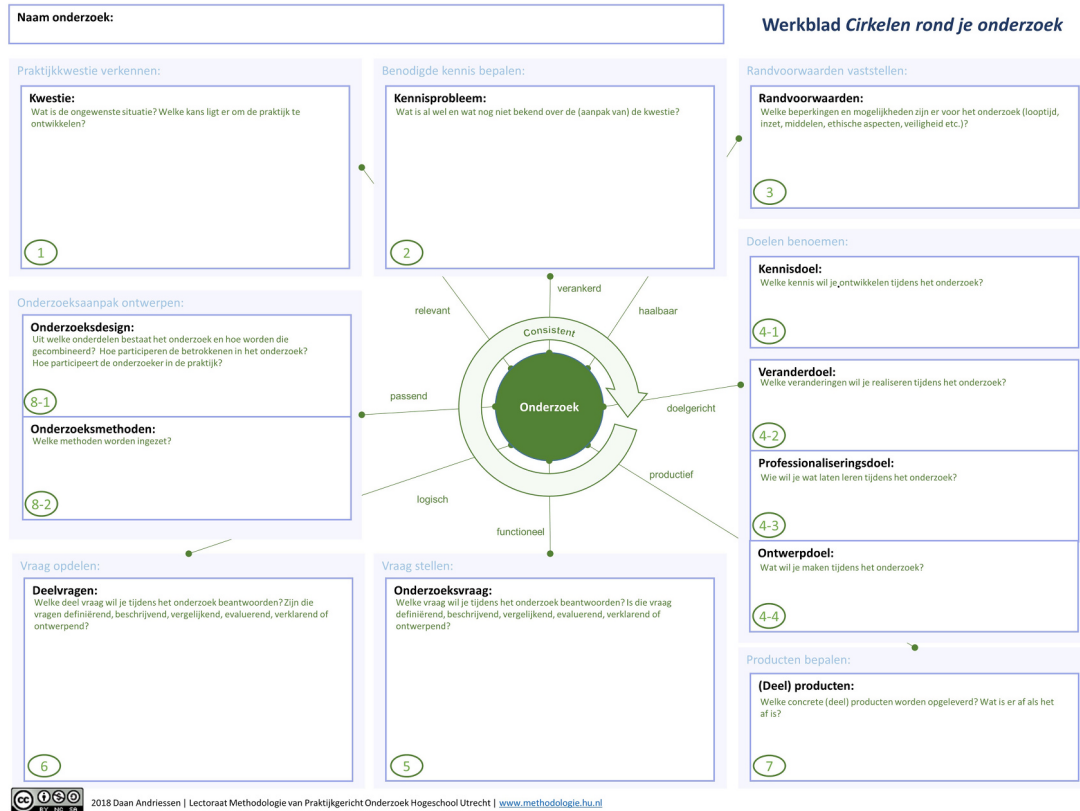 Naam onderzoek:
Werkblad Cirkelen rond je onderzoek
Praktijkkwestie verkennen:
Kwestie:
Wat is de ongewenste situatie? Welke kans ligt er om de praktijk te
ontwikkelen?
1
Benodigde kennis bepalen:
Kennisprobleem:
Wat is al wel en wat nog niet bekend over de (aanpak van) de kwestie?
2
Randvoorwaarden vaststellen:
Randvoorwaarden:
Welke beperkingen en mogelijkheden zijn er voor het onderzoek (looptijd,
inzet, middelen, ethische aspecten, veiligheid etc.)?
3
Doelen benoemen:
Kennisdoel:
Welke kennis wil je ontwikkelen tijdens het onderzoek?
4-1
Veranderdoel:
Welke veranderingen wil je realiseren tijdens het onderzoek?
4-2
Professionaliseringsdoel:
Wie wil je wat laten leren tijdens het onderzoek?
4-3
Ontwerpdoel:
Wat wil je maken tijdens het onderzoek?
4-4
Onderzoeksaanpak ontwerpen:
Onderzoeksdesign:
Uit welke onderdelen bestaat het onderzoek en hoe worden die
gecombineerd? Hoe participeren de betrokkenen in het onderzoek?
Hoe participeert de onderzoeker in de praktijk?
8-1
Onderzoeksmethoden:
Welke methoden worden ingezet?
8-2
relevant
verankerd
haalbaar
Consistent
passend
Onderzoek
doelgericht
productief
logisch
functioneel
Vraag opdelen:
Deelvragen:
Welke deel vraag wil je tijdens het onderzoek beantwoorden? Zijn die
vragen definiërend, beschrijvend, vergelijkend, evaluerend, verklarend of
ontwerpend?
6
Vraag stellen:
Onderzoeksvraag:
Welke vraag wil je tijdens het onderzoek beantwoorden? Is die vraag
definiërend, beschrijvend, vergelijkend, evaluerend, verklarend of
ontwerpend?
5
Producten bepalen:
(Deel) producten:
Welke concrete (deel) producten worden opgeleverd? Wat is er af als het
af is?
7
cc BY NC SA
2018 Daan Andriessen | Lectoraat Methodologie van Praktijkgericht Onderzoek Hogeschool Utrecht | www.methodologie.hu.nl